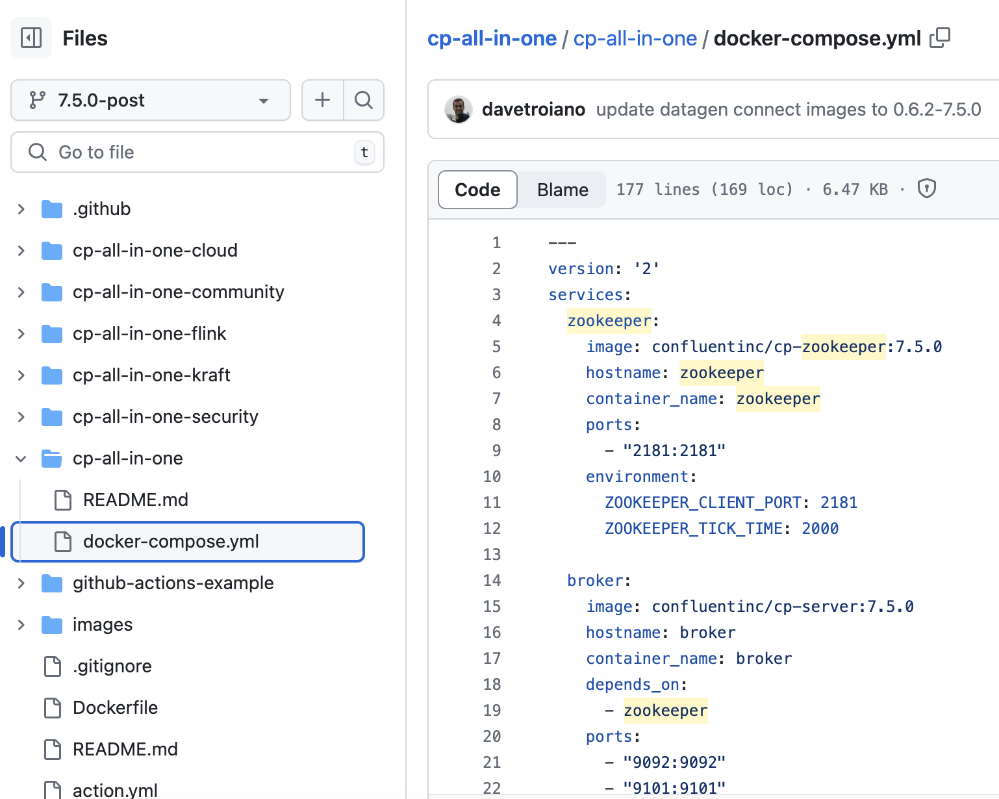 Files
7.5.0-post
Go to file
t
.github
cp-all-in-one-cloud
cp-all-in-one-community
cp-all-in-one-flink
cp-all-in-one-kraft
cp-all-in-one-security
cp-all-in-one
README.md
docker-compose.yml
github-actions-example
images
.gitignore
Dockerfile
README.md
action.yml
cp-all-in-one / cp-all-in-one / docker-compose.yml
davetroiano update datagen connect images to 0.6.2-7.5.0
Code Blame 177 lines (169 loc) · 6.47 KB ·
1 ---
2 version: '2'
3 services:
4   zookeeper:
5     image: confluentinc/cp-zookeeper:7.5.0
6     hostname: zookeeper
7     container_name: zookeeper
8     ports:
9       - "2181:2181"
10     environment:
11       ZOOKEEPER_CLIENT_PORT: 2181
12       ZOOKEEPER_TICK_TIME: 2000
13
14   broker:
15     image: confluentinc/cp-server:7.5.0
16     hostname: broker
17     container_name: broker
18     depends_on:
19       - zookeeper
20     ports:
21       - "9092:9092"
22       - "9101:9101"